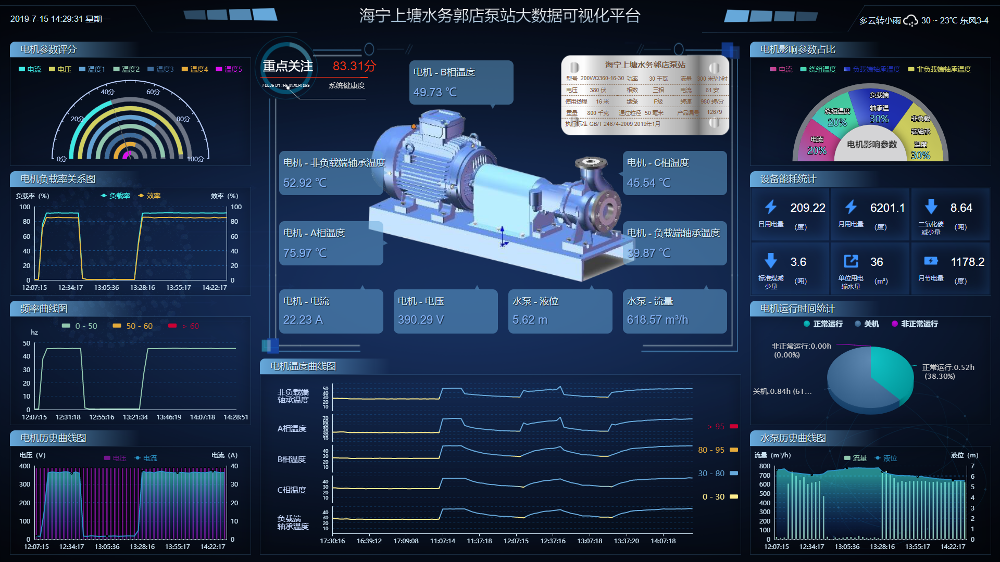 海宁上塘水务郭店泵站大数据可视化平台
2019-7-15 14:29:31 星期一
多云转小雨 30 ~ 23℃ 东风3-4
电机参数评分
电流 电压 温度1 温度2 温度3 温度4 温度5
0分 20分 40分 60分 80分 100分
电机负载率关系图
负载率 (%) 负载率 效率 效率 (%)
100 100
80 80
60 60
40 40
20 20
0 0
12:07:15 12:34:17 13:05:36 13:28:16 13:55:17 14:22:17
频率曲线图
0 - 50 50 - 60 > 60
hz
50
40
30
20
10
0
12:07:15 12:31:18 12:55:16 13:21:34 13:46:19 14:07:18 14:28:51
电机历史曲线图
电压 (V) 电压 电流 电流 (A)
400 40
300 30
200 20
100 10
0 0
12:07:15 12:34:17 13:05:36 13:28:16 13:55:17 14:22:17
重点关注
FOCUS ON THE INDICATORS
83.31分
系统健康度
电机 - B相温度
49.73 ℃
海宁上塘水务郭店泵站
型号 200WQ360-16-30 功率 30 千瓦 流量 300 米³/小时
电压 380 伏 相数 三相 电流 61 安
使用扬程 16 米 绝缘 F级 转速 980 转/分
重量 800 千克 通过粒径 50 毫米 产品编号 12679
执行标准 GB/T 24674-2009 2019年1月
电机 - 非负载端轴承温度
52.92 ℃
电机 - C相温度
45.54 ℃
电机 - A相温度
75.97 ℃
电机 - 负载端轴承温度
39.87 ℃
电机 - 电流
22.23 A
电机 - 电压
390.29 V
水泵 - 液位
5.62 m
水泵 - 流量
618.57 m³/h
电机温度曲线图
非负载端
轴承温度
50
40
30
20
10
A相温度
70
60
50
40
30
20
10
B相温度
40
30
20
10
C相温度
40
30
20
10
负载端
轴承温度
40
30
20
10
17:30:16 16:39:12 17:09:08 11:07:14 11:37:18 12:07:15 12:37:16 13:07:18 13:37:20 14:07:18
> 95
80 - 95
30 - 80
0 - 30
电机影响参数占比
电流 绕组温度 负载端轴承温度 非负载端轴承温度
电流
20%
绕组温度
20%
负载端
轴承温
30%
非负载
端轴承
温度
30%
电机影响参数
设备能耗统计
日用电量 209.22 (度)
月用电量 6201.1 (度)
二氧化碳
减少量
8.64 (吨)
标准煤减
少量
3.6 (吨)
单位用电
输水量
36 (m³)
月节电量 1178.2 (度)
电机运行时间统计
正常运行 关机 非正常运行
非正常运行:0.00h
(0.00%)
正常运行:0.52h
(38.30%)
关机:0.84h (61...
水泵历史曲线图
流量 (m³/h) 流量 液位 液位 (m)
800 7
700 6
600 5
500 4
400 3
300 2
200 1
100 0
0
12:07:15 12:34:17 13:05:36 13:28:16 13:55:17 14:22:17